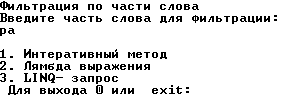 Фильтрация по части слова
Введите часть слова для фильтрации:
ра
1. Интеративный метод
2. Лямбда выражения
3. LINQ- запрос
Для выхода 0 или  exit: